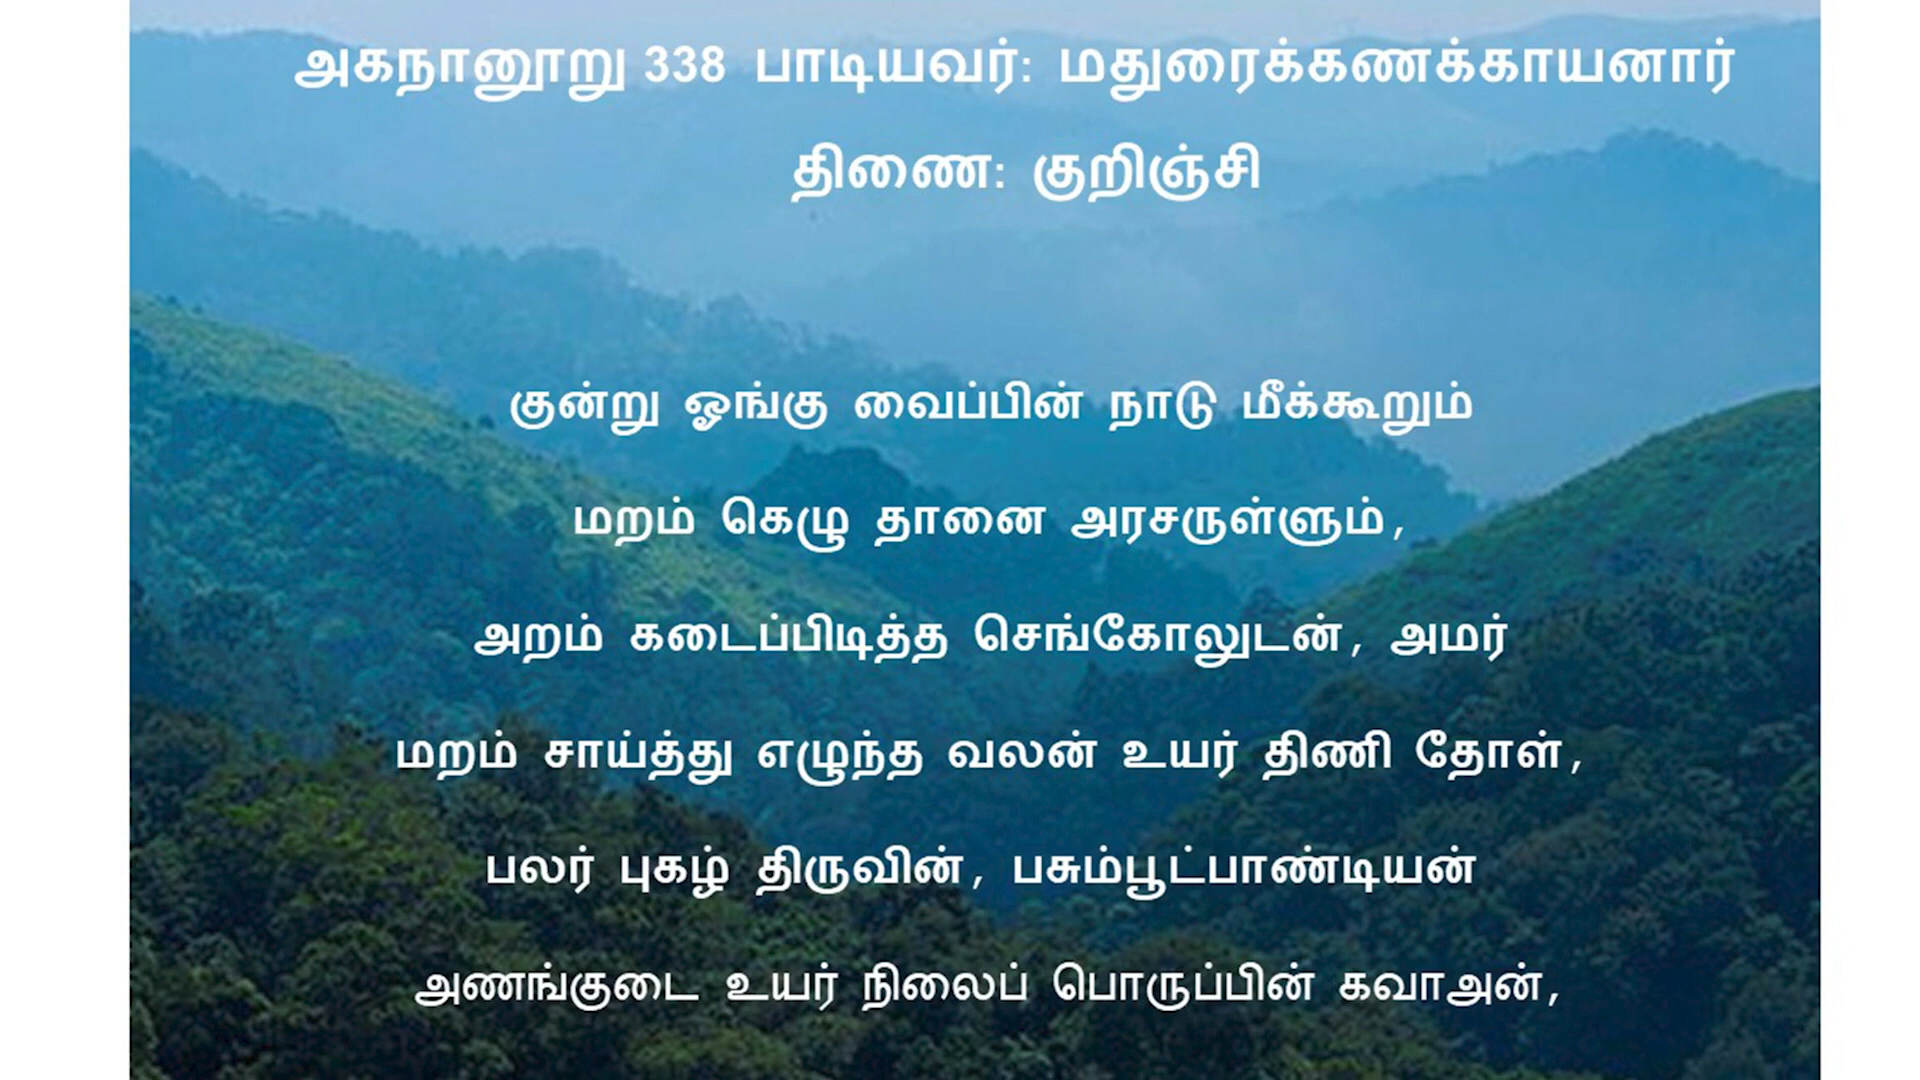 அகநானூறு 338 பாடியவர்: மதுரைக்கணக்காயனார்
திணை: குறிஞ்சி
குன்று ஓங்கு வைப்பின் நாடு மீக்கூறும்
மறம் கெழு தானை அரசருள்ளும்,
அறம் கடைப்பிடித்த செங்கோலுடன், அமர்
மறம் சாய்த்து எழுந்த வலன் உயர் திணி தோள்,
பலர் புகழ் திருவின், பசும்பூட்பாண்டியன்
அணங்குடை உயர் நிலைப் பொருப்பின் கவாஅன்,